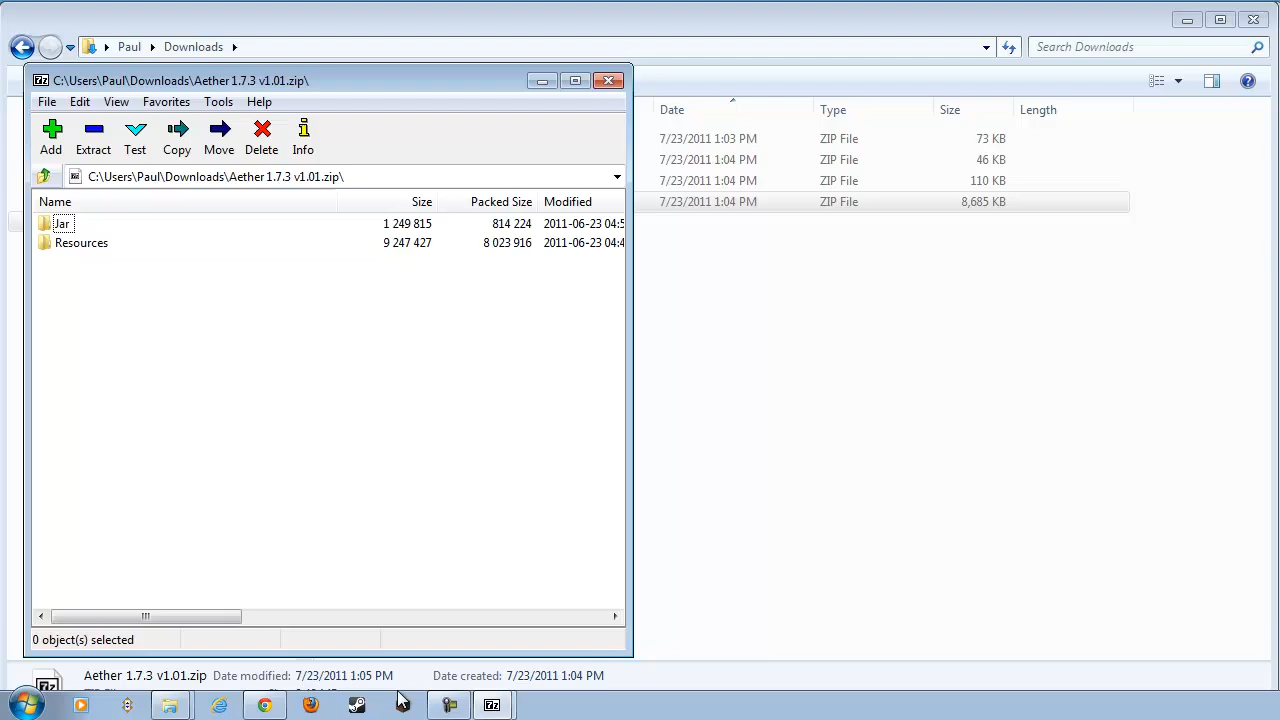 Paul
Downloads
Search Downloads
7z C:\Users\Paul\Downloads\Aether 1.7.3 v1.01.zip\
File Edit View Favorites Tools Help
Add Extract Test Copy Move Delete Info
C:\Users\Paul\Downloads\Aether 1.7.3 v1.01.zip\
Name Size Packed Size Modified
Jar 1 249 815 814 224 2011-06-23 04:5
Resources 9 247 427 8 023 916 2011-06-23 04:4
0 object(s) selected
Date Type Size Length
7/23/2011 1:03 PM ZIP File 73 KB
7/23/2011 1:04 PM ZIP File 46 KB
7/23/2011 1:04 PM ZIP File 110 KB
7/23/2011 1:04 PM ZIP File 8,685 KB
7z Aether 1.7.3 v1.01.zip Date modified: 7/23/2011 1:05 PM Date created: 7/23/2011 1:04 PM
7z